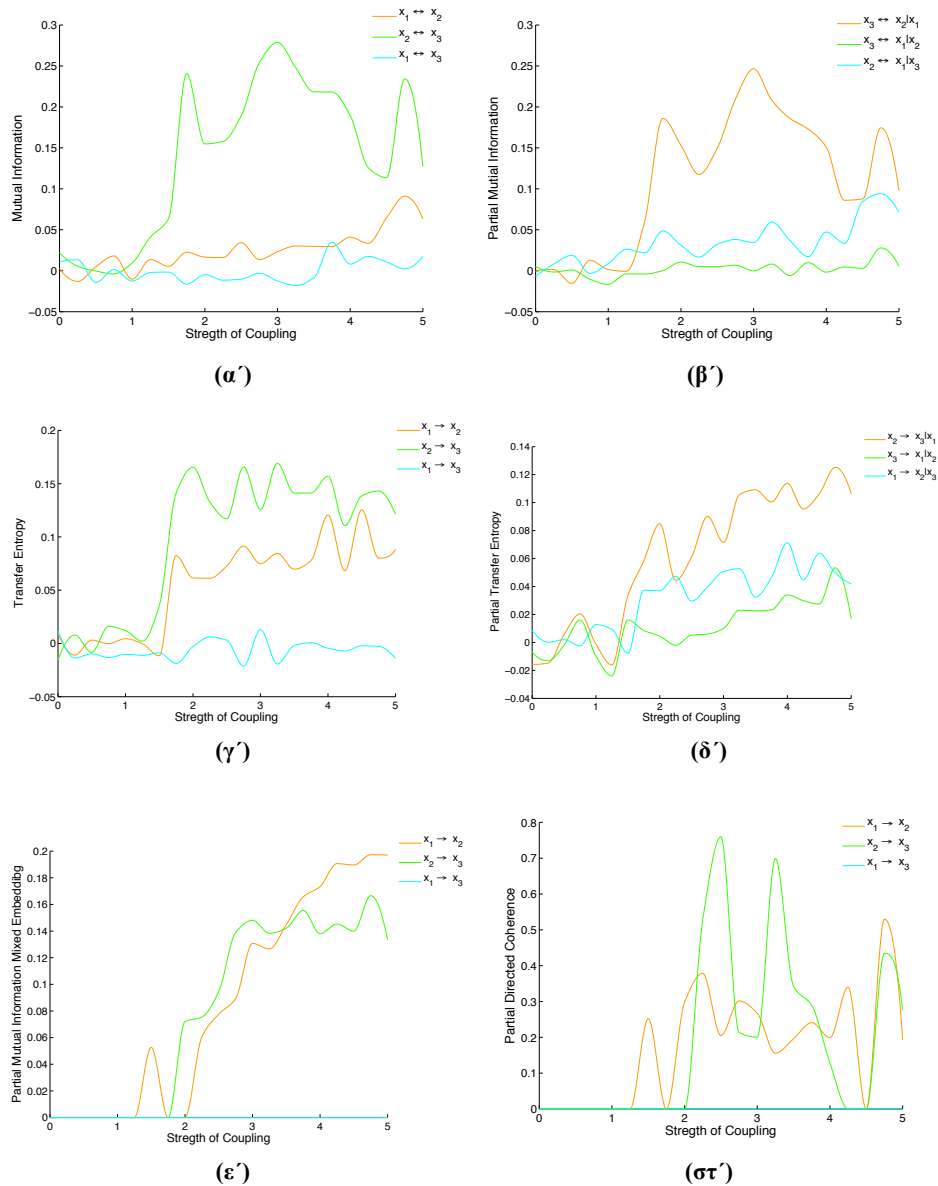 x1 ↔ x2
x2 ↔ x3
x1 ↔ x3
0.3
0.25
0.2
0.15
0.1
0.05
0
−0.05
Mutual Information
0 1 2 3 4 5
Stregth of Coupling
(α´)
x3 ↔ x2|x1
x3 ↔ x1|x2
x2 ↔ x1|x3
0.3
0.25
0.2
0.15
0.1
0.05
0
−0.05
Partial Mutial Information
0 1 2 3 4 5
Stregth of Coupling
(β´)
x1 → x2
x2 → x3
x1 → x3
0.2
0.15
0.1
0.05
0
−0.05
Transfer Entropy
0 1 2 3 4 5
Stregth of Coupling
(γ´)
x2 → x3|x1
x3 → x1|x2
x1 → x2|x3
0.14
0.12
0.1
0.08
0.06
0.04
0.02
0
−0.02
−0.04
Partial Transfer Entropy
0 1 2 3 4 5
Stregth of Coupling
(δ´)
x1 → x2
x2 → x3
x1 → x3
0.2
0.18
0.16
0.14
0.12
0.1
0.08
0.06
0.04
0.02
0
Partial Mutual Information Mixed Embeddibg
0 1 2 3 4 5
Stregth of Coupling
(ε´)
x1 → x2
x2 → x3
x1 → x3
0.8
0.7
0.6
0.5
0.4
0.3
0.2
0.1
0
Partial Directed Coherence
0 1 2 3 4 5
Stregth of Coupling
(στ´)